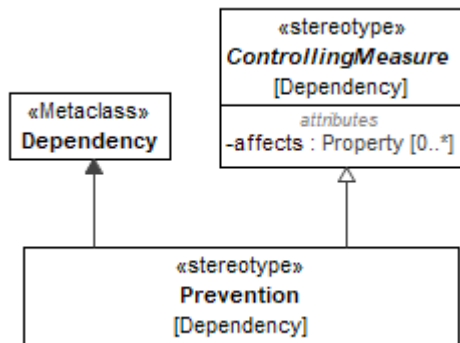 «stereotype»
ControllingMeasure
[Dependency]
attributes
-affects : Property [0..*]
«Metaclass»
Dependency
«stereotype»
Prevention
[Dependency]